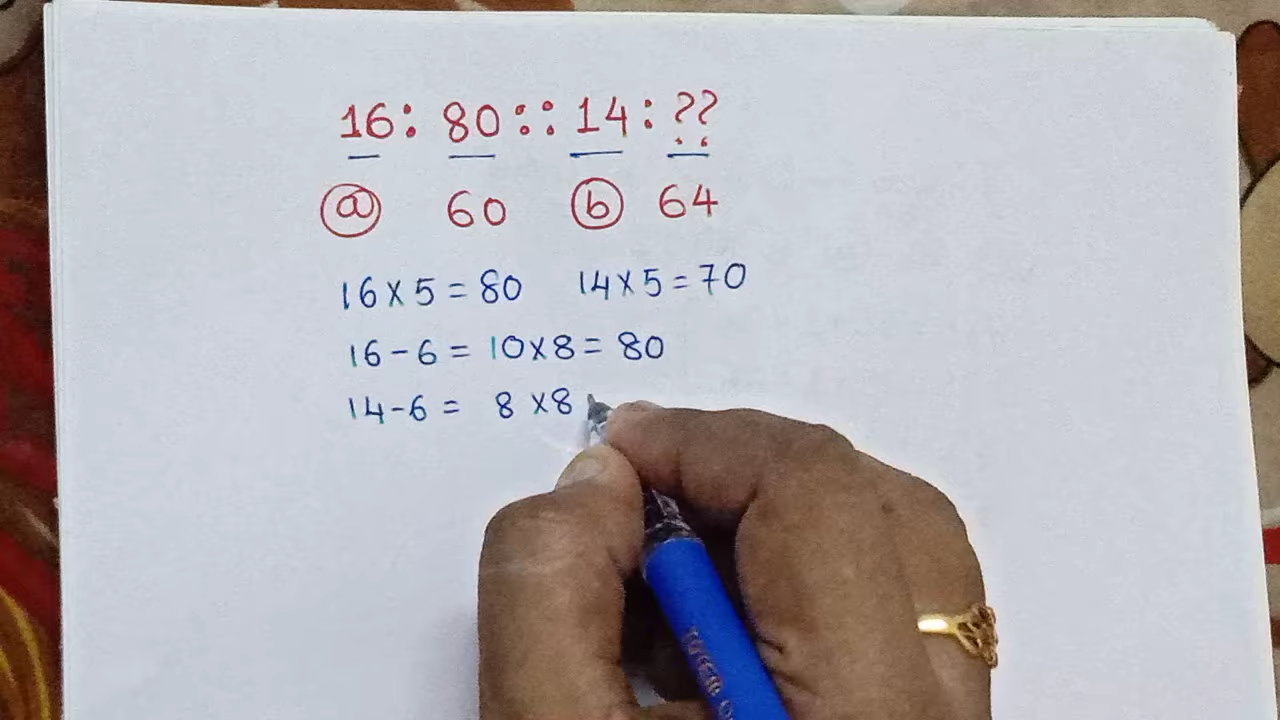 16 : 80 :: 14 : ??
ⓐ 60 ⓑ 64
16 × 5 = 80 14 × 5 = 70
16 - 6 = 10 × 8 = 80
14 - 6 = 8 × 8